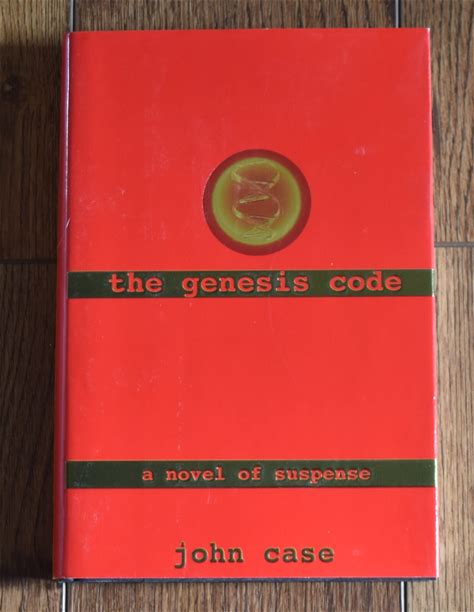 the genesis code
a novel of suspense
john case